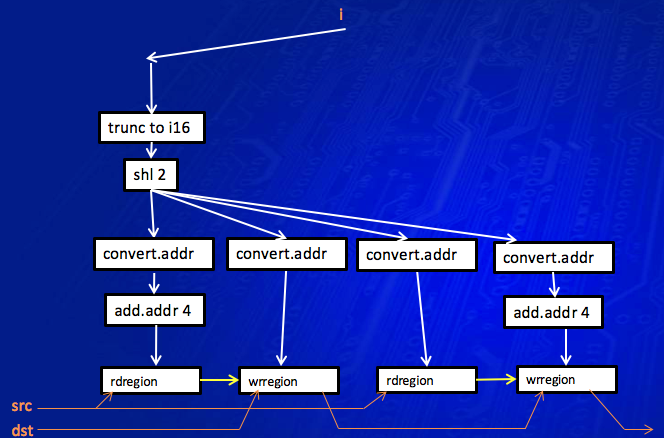 i
trunc to i16
shl 2
convert.addr
convert.addr
convert.addr
convert.addr
add.addr 4
add.addr 4
rdregion
wrregion
rdregion
wrregion
src
dst